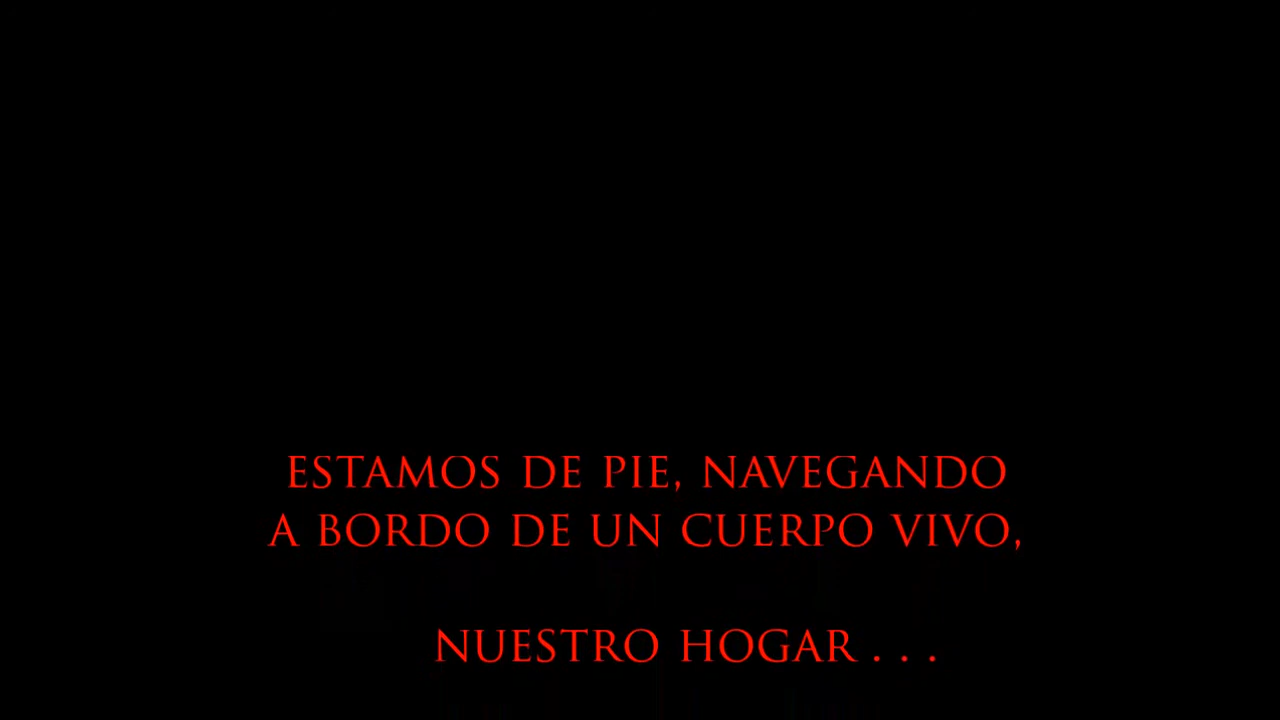 ESTAMOS DE PIE, NAVEGANDO
A BORDO DE UN CUERPO VIVO,
NUESTRO HOGAR . . .